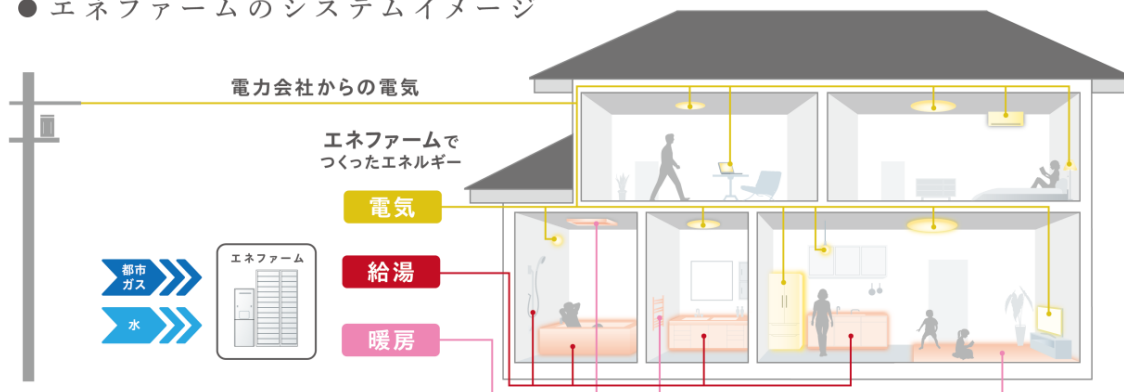 ● エネファームのシステムイメージ
電力会社からの電気
エネファームで
つくったエネルギー
電気
エネファーム
都市
ガス
給湯
水
暖房